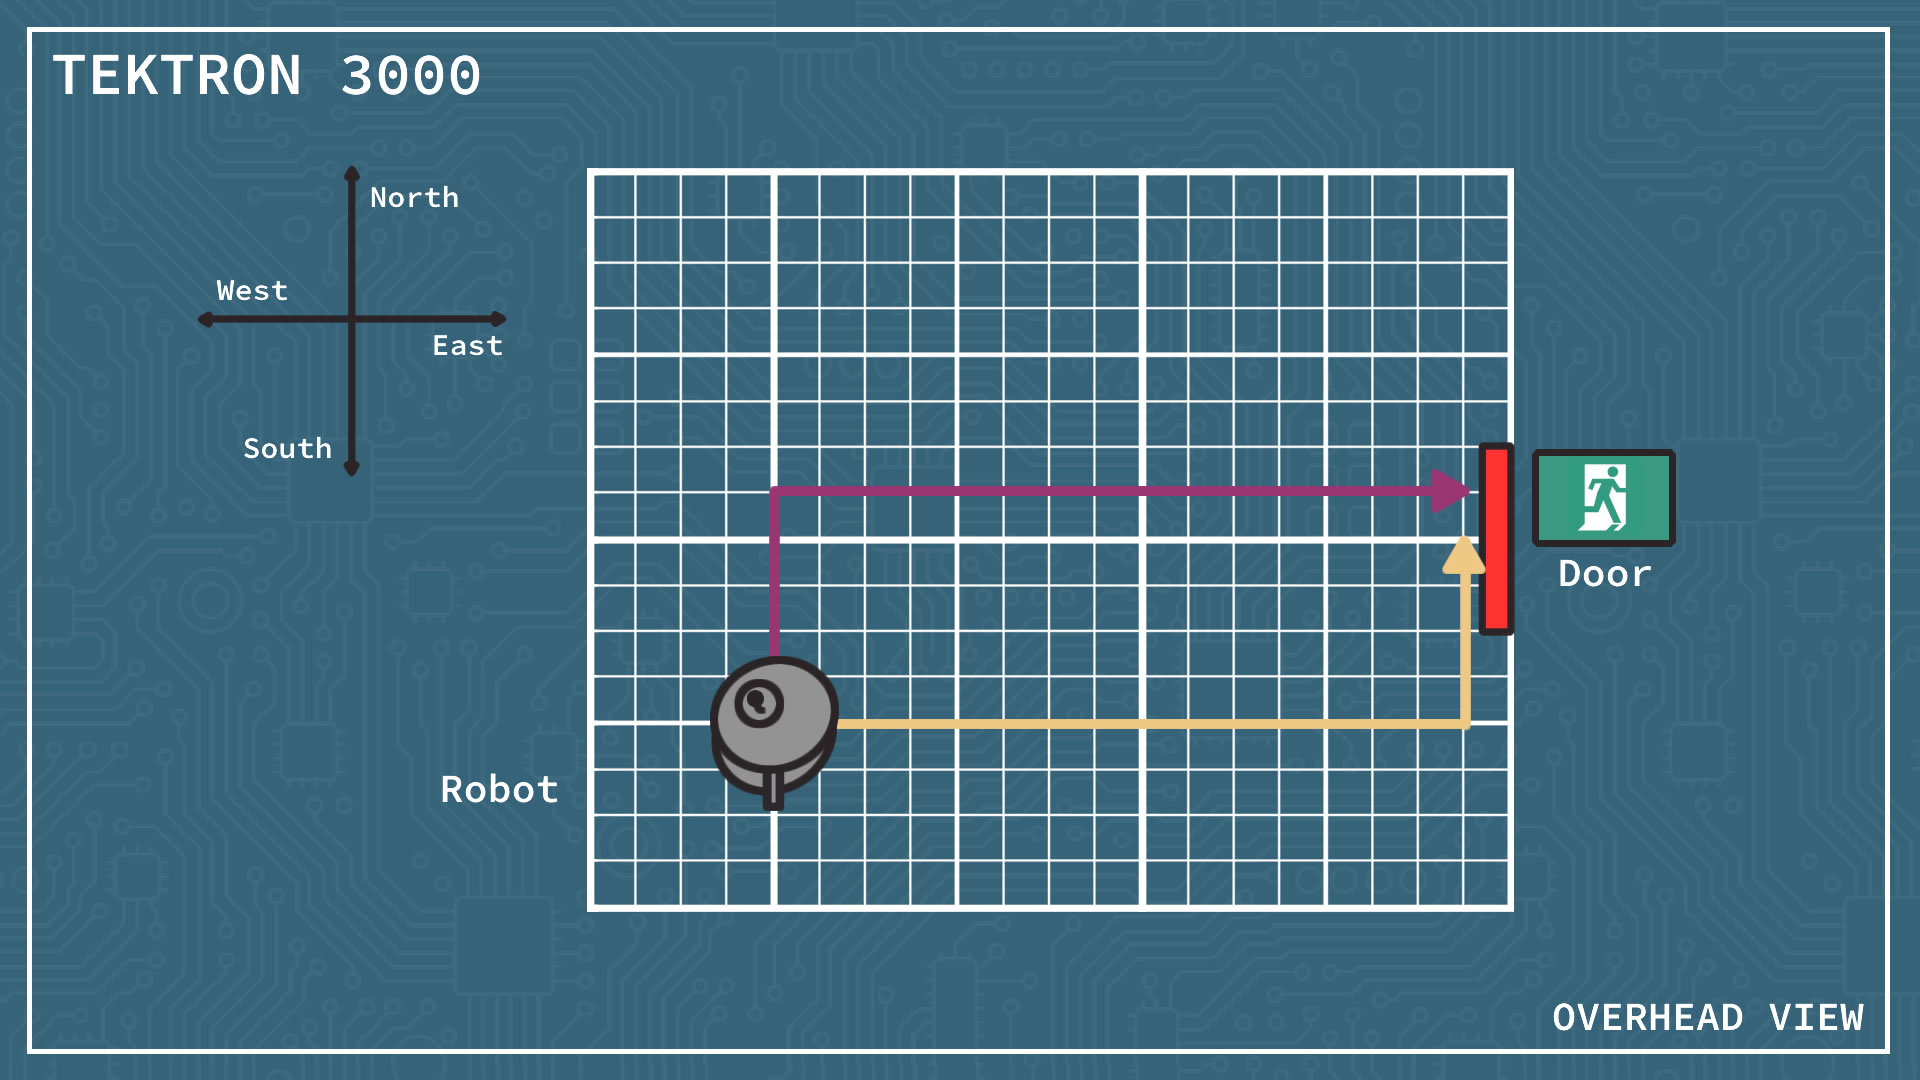 TEKTRON 3000
North
West
East
South
Door
Robot
OVERHEAD VIEW